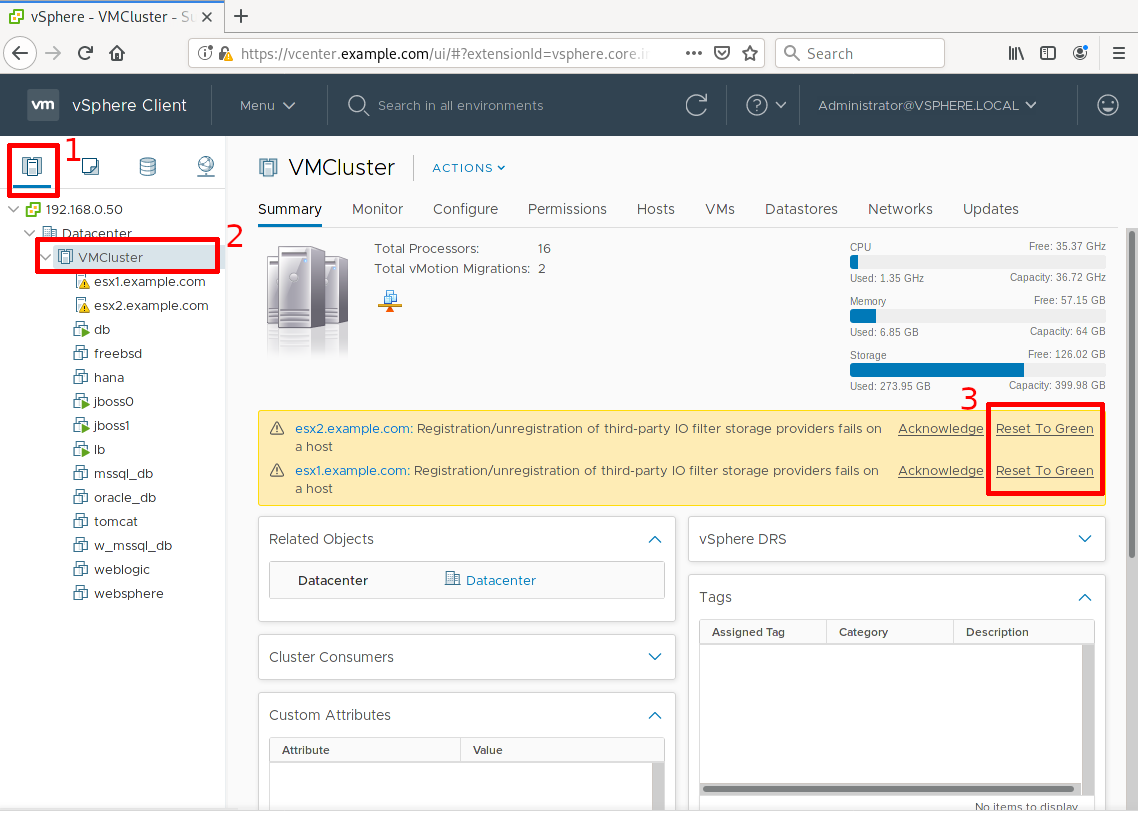 vSphere - VMCluster - Su
https://vcenter.example.com/ui/#?extensionId=vsphere.core.in
Search
vm vSphere Client
Menu
Search in all environments
Administrator@VSPHERE.LOCAL
1
192.168.0.50
Datacenter
2
VMCluster
esx1.example.com
esx2.example.com
db
freebsd
hana
jboss0
jboss1
lb
mssql_db
oracle_db
tomcat
w_mssql_db
weblogic
websphere
VMCluster
ACTIONS
Summary Monitor Configure Permissions Hosts VMs Datastores Networks Updates
Total Processors: 16
Total vMotion Migrations: 2
CPU Free: 35.37 GHz
Used: 1.35 GHz Capacity: 36.72 GHz
Memory Free: 57.15 GB
Used: 6.85 GB Capacity: 64 GB
Storage Free: 126.02 GB
Used: 273.95 GB Capacity: 399.98 GB
3
esx2.example.com: Registration/unregistration of third-party IO filter storage providers fails on Acknowledge Reset To Green
a host
esx1.example.com: Registration/unregistration of third-party IO filter storage providers fails on Acknowledge Reset To Green
a host
Related Objects
Datacenter Datacenter
Cluster Consumers
Custom Attributes
Attribute Value
vSphere DRS
Tags
Assigned Tag Category Description
No items to display